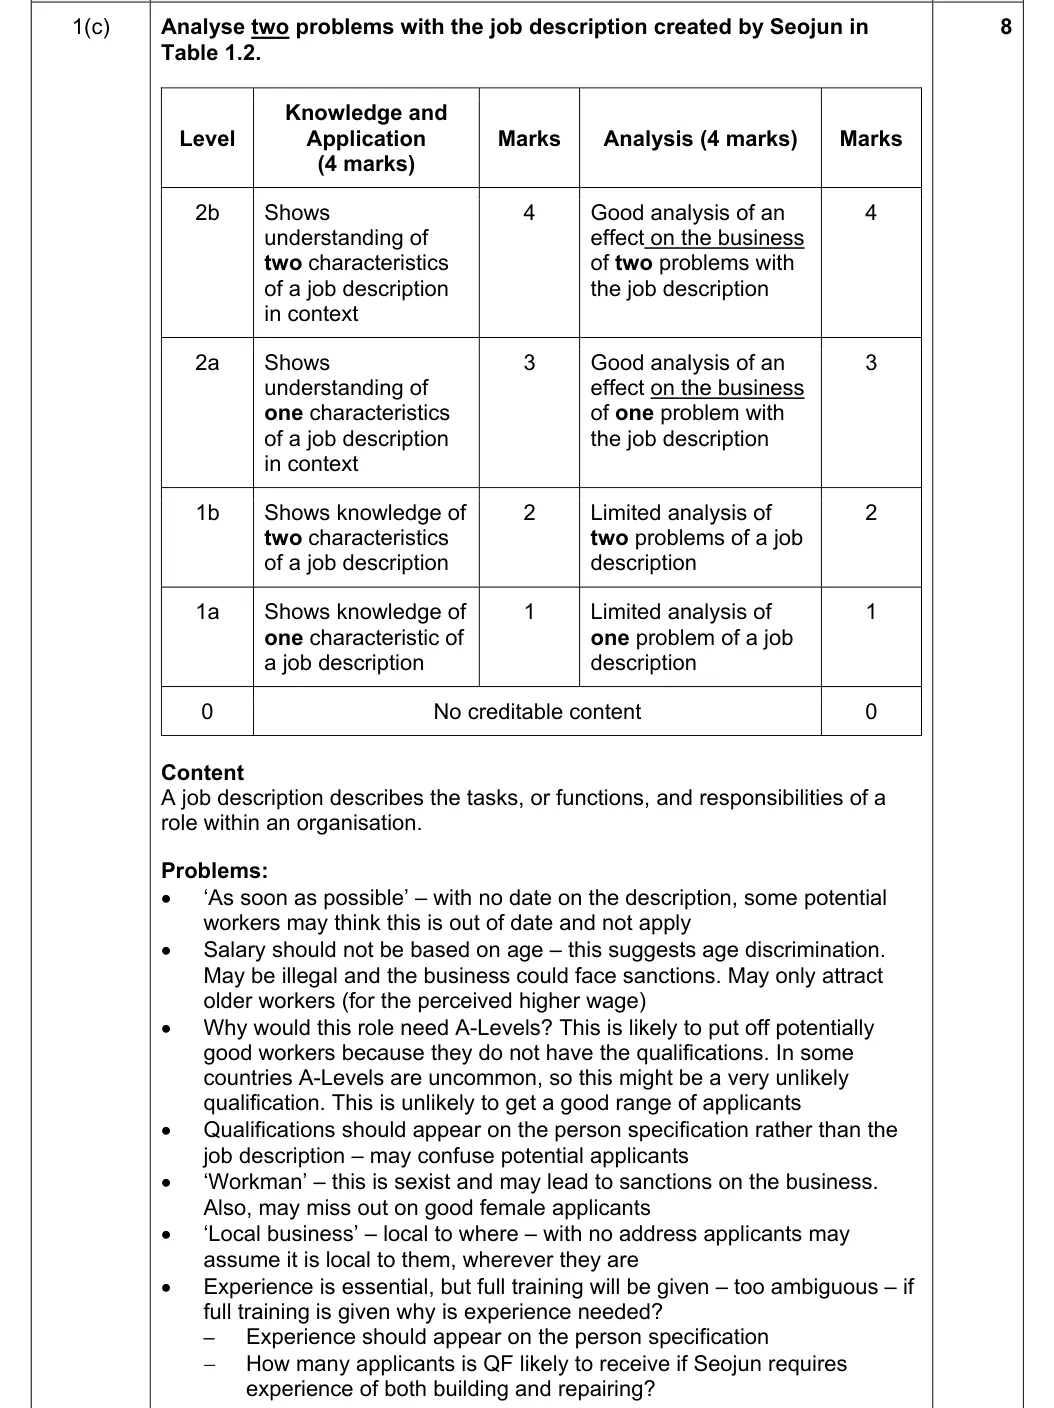 1(c)
Analyse two problems with the job description created by Seojun in
Table 1.2.
8
Level
Knowledge and
Application
(4 marks)
Marks
Analysis (4 marks)
Marks
2b
Shows
understanding of
two characteristics
of a job description
in context
4
Good analysis of an
effect on the business
of two problems with
the job description
4
2a
Shows
understanding of
one characteristics
of a job description
in context
3
Good analysis of an
effect on the business
of one problem with
the job description
3
1b
Shows knowledge of
two characteristics
of a job description
2
Limited analysis of
two problems of a job
description
2
1a
Shows knowledge of
one characteristic of
a job description
1
Limited analysis of
one problem of a job
description
1
0
No creditable content
0
Content
A job description describes the tasks, or functions, and responsibilities of a
role within an organisation.
Problems:
• ‘As soon as possible’ – with no date on the description, some potential
workers may think this is out of date and not apply
• Salary should not be based on age – this suggests age discrimination.
May be illegal and the business could face sanctions. May only attract
older workers (for the perceived higher wage)
• Why would this role need A-Levels? This is likely to put off potentially
good workers because they do not have the qualifications. In some
countries A-Levels are uncommon, so this might be a very unlikely
qualification. This is unlikely to get a good range of applicants
• Qualifications should appear on the person specification rather than the
job description – may confuse potential applicants
• ‘Workman’ – this is sexist and may lead to sanctions on the business.
Also, may miss out on good female applicants
• ‘Local business’ – local to where – with no address applicants may
assume it is local to them, wherever they are
• Experience is essential, but full training will be given – too ambiguous – if
full training is given why is experience needed?
– Experience should appear on the person specification
– How many applicants is QF likely to receive if Seojun requires
experience of both building and repairing?